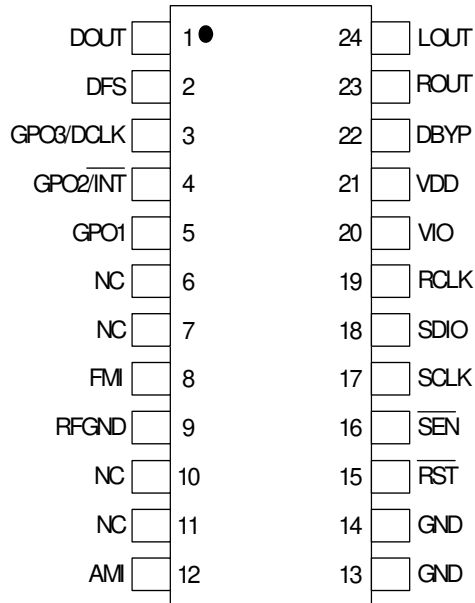 DOUT 1 24 LOUT
DFS 2 23 ROUT
GPO3/DCLK 3 22 DBYP
GPO2/INT 4 21 VDD
GPO1 5 20 VIO
NC 6 19 RCLK
NC 7 18 SDIO
FMI 8 17 SCLK
RFGND 9 16 SEN
NC 10 15 RST
NC 11 14 GND
AMI 12 13 GND